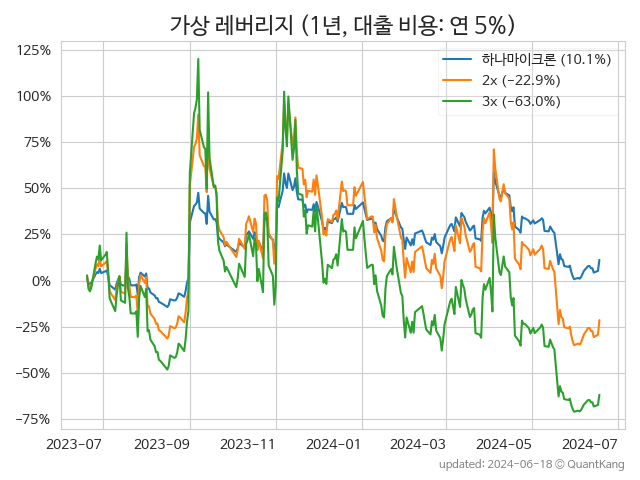 가상 레버리지 (1년, 대출 비용: 연 5%)
125%
100%
75%
50%
25%
0%
−25%
−50%
−75%
하나마이크론 (10.1%)
2x (−22.9%)
3x (−63.0%)
2023-07 2023-09 2023-11 2024-01 2024-03 2024-05 2024-07
updated: 2024-06-18 © QuantKang